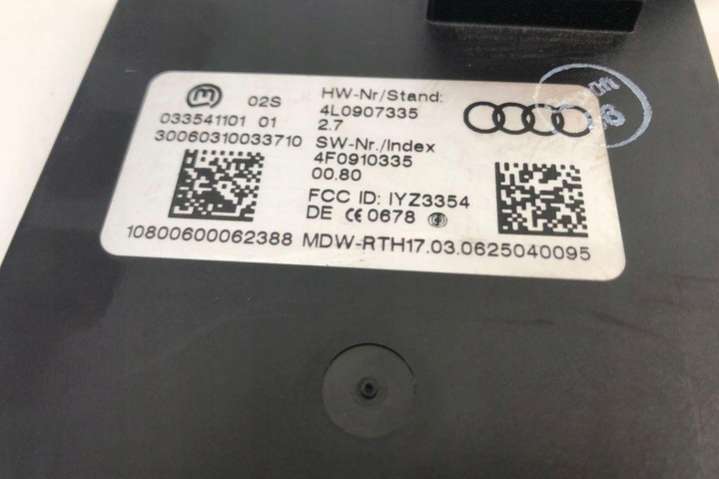 02S
033541101 01
30060310033710
HW-Nr/Stand:
4L0907335
2.7
SW-Nr./Index
4F0910335
00.80
FCC ID: IYZ3354
DE CE 0678
10800600062388 MDW-RTH17.03.0625040095